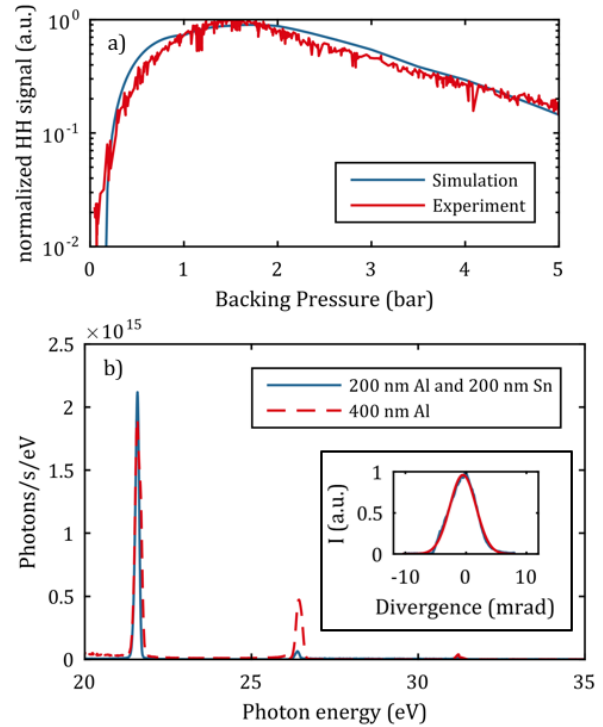 a)
normalized HH signal (a.u.)
10^0
10^-1
10^-2
Simulation
Experiment
0 1 2 3 4 5
Backing Pressure (bar)
×10^15
b)
Photons/s/eV
2.5
2
1.5
1
0.5
0
200 nm Al and 200 nm Sn
400 nm Al
I (a.u.)
1
0.5
0
-10 0 10
Divergence (mrad)
20 25 30 35
Photon energy (eV)